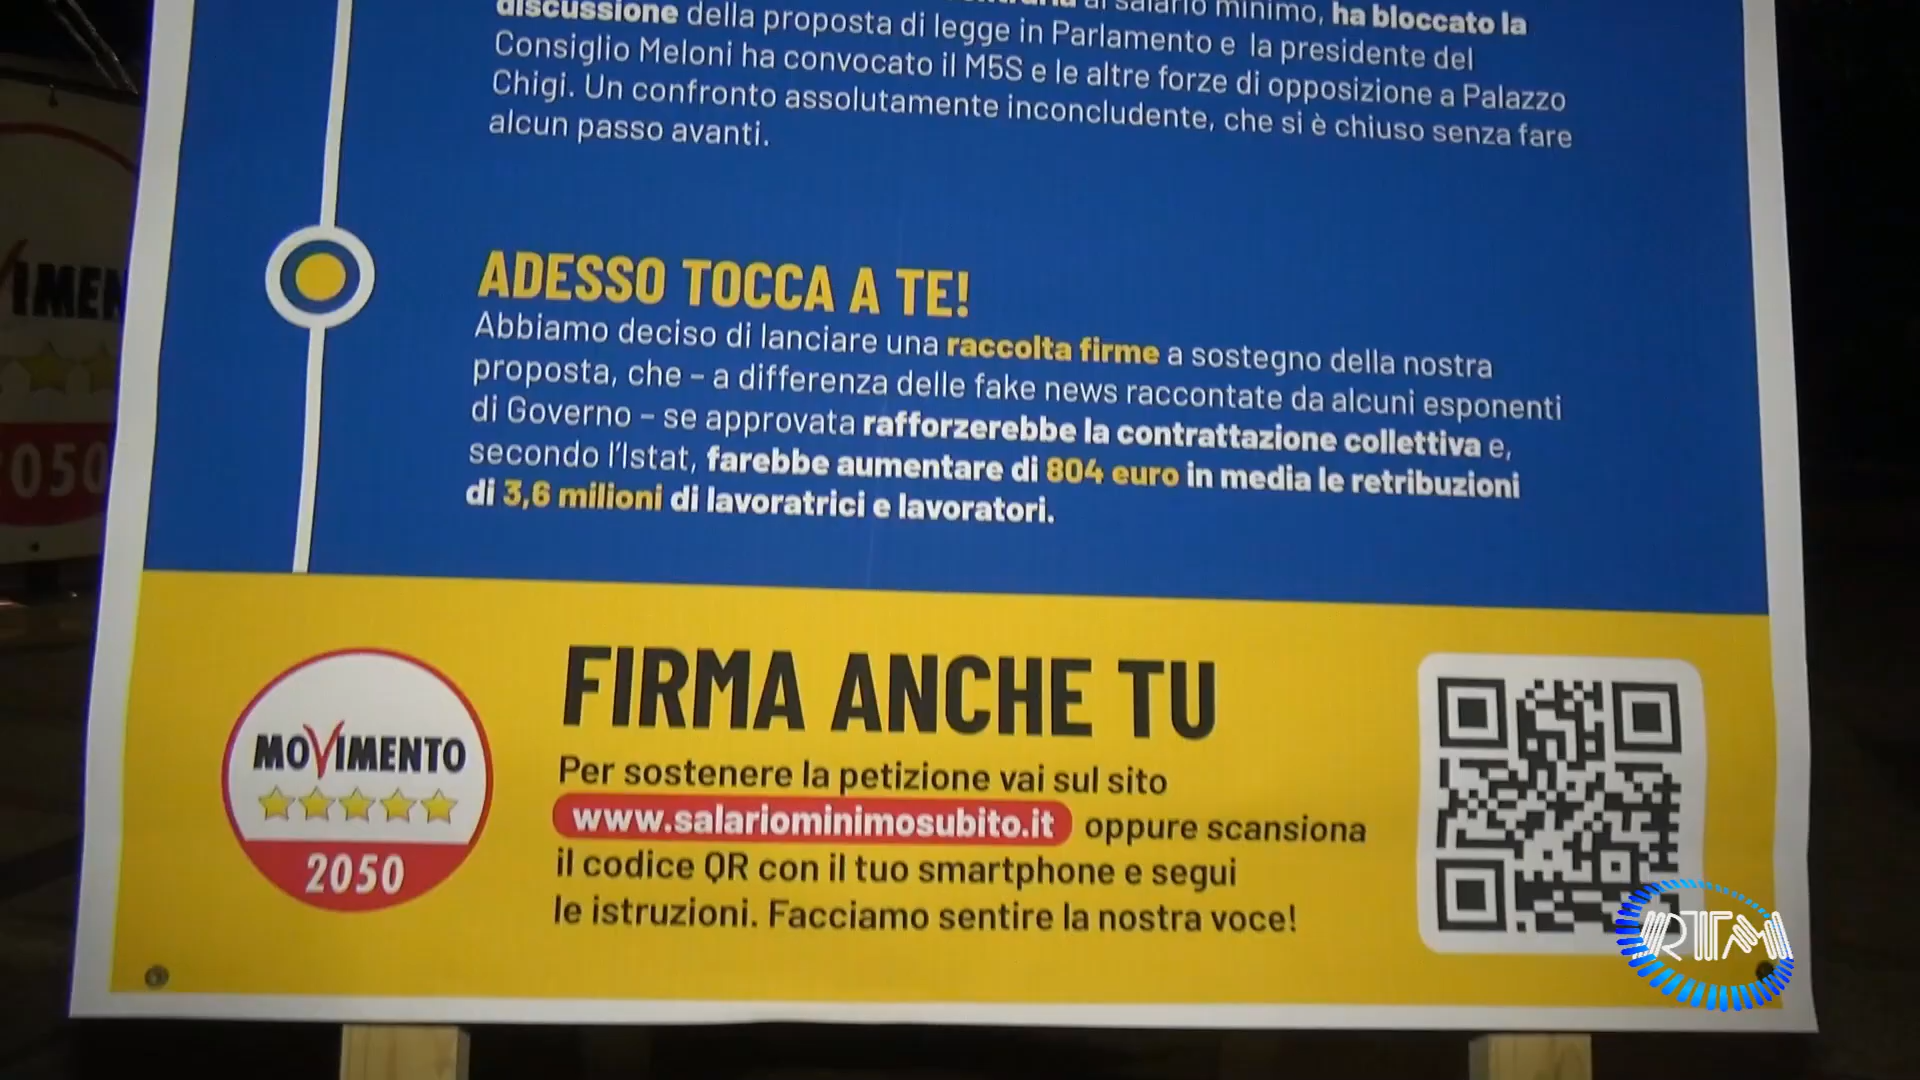 al salario minimo, ha bloccato la
discussione della proposta di legge in Parlamento e la presidente del
Consiglio Meloni ha convocato il M5S e le altre forze di opposizione a Palazzo
Chigi. Un confronto assolutamente inconcludente, che si è chiuso senza fare
alcun passo avanti.
ADESSO TOCCA A TE!
Abbiamo deciso di lanciare una raccolta firme a sostegno della nostra
proposta, che – a differenza delle fake news raccontate da alcuni esponenti
di Governo – se approvata rafforzerebbe la contrattazione collettiva e,
secondo l'Istat, farebbe aumentare di 804 euro in media le retribuzioni
di 3,6 milioni di lavoratrici e lavoratori.
MOVIMENTO
2050
FIRMA ANCHE TU
Per sostenere la petizione vai sul sito
www.salariominimosubito.it oppure scansiona
il codice QR con il tuo smartphone e segui
le istruzioni. Facciamo sentire la nostra voce!
RTM